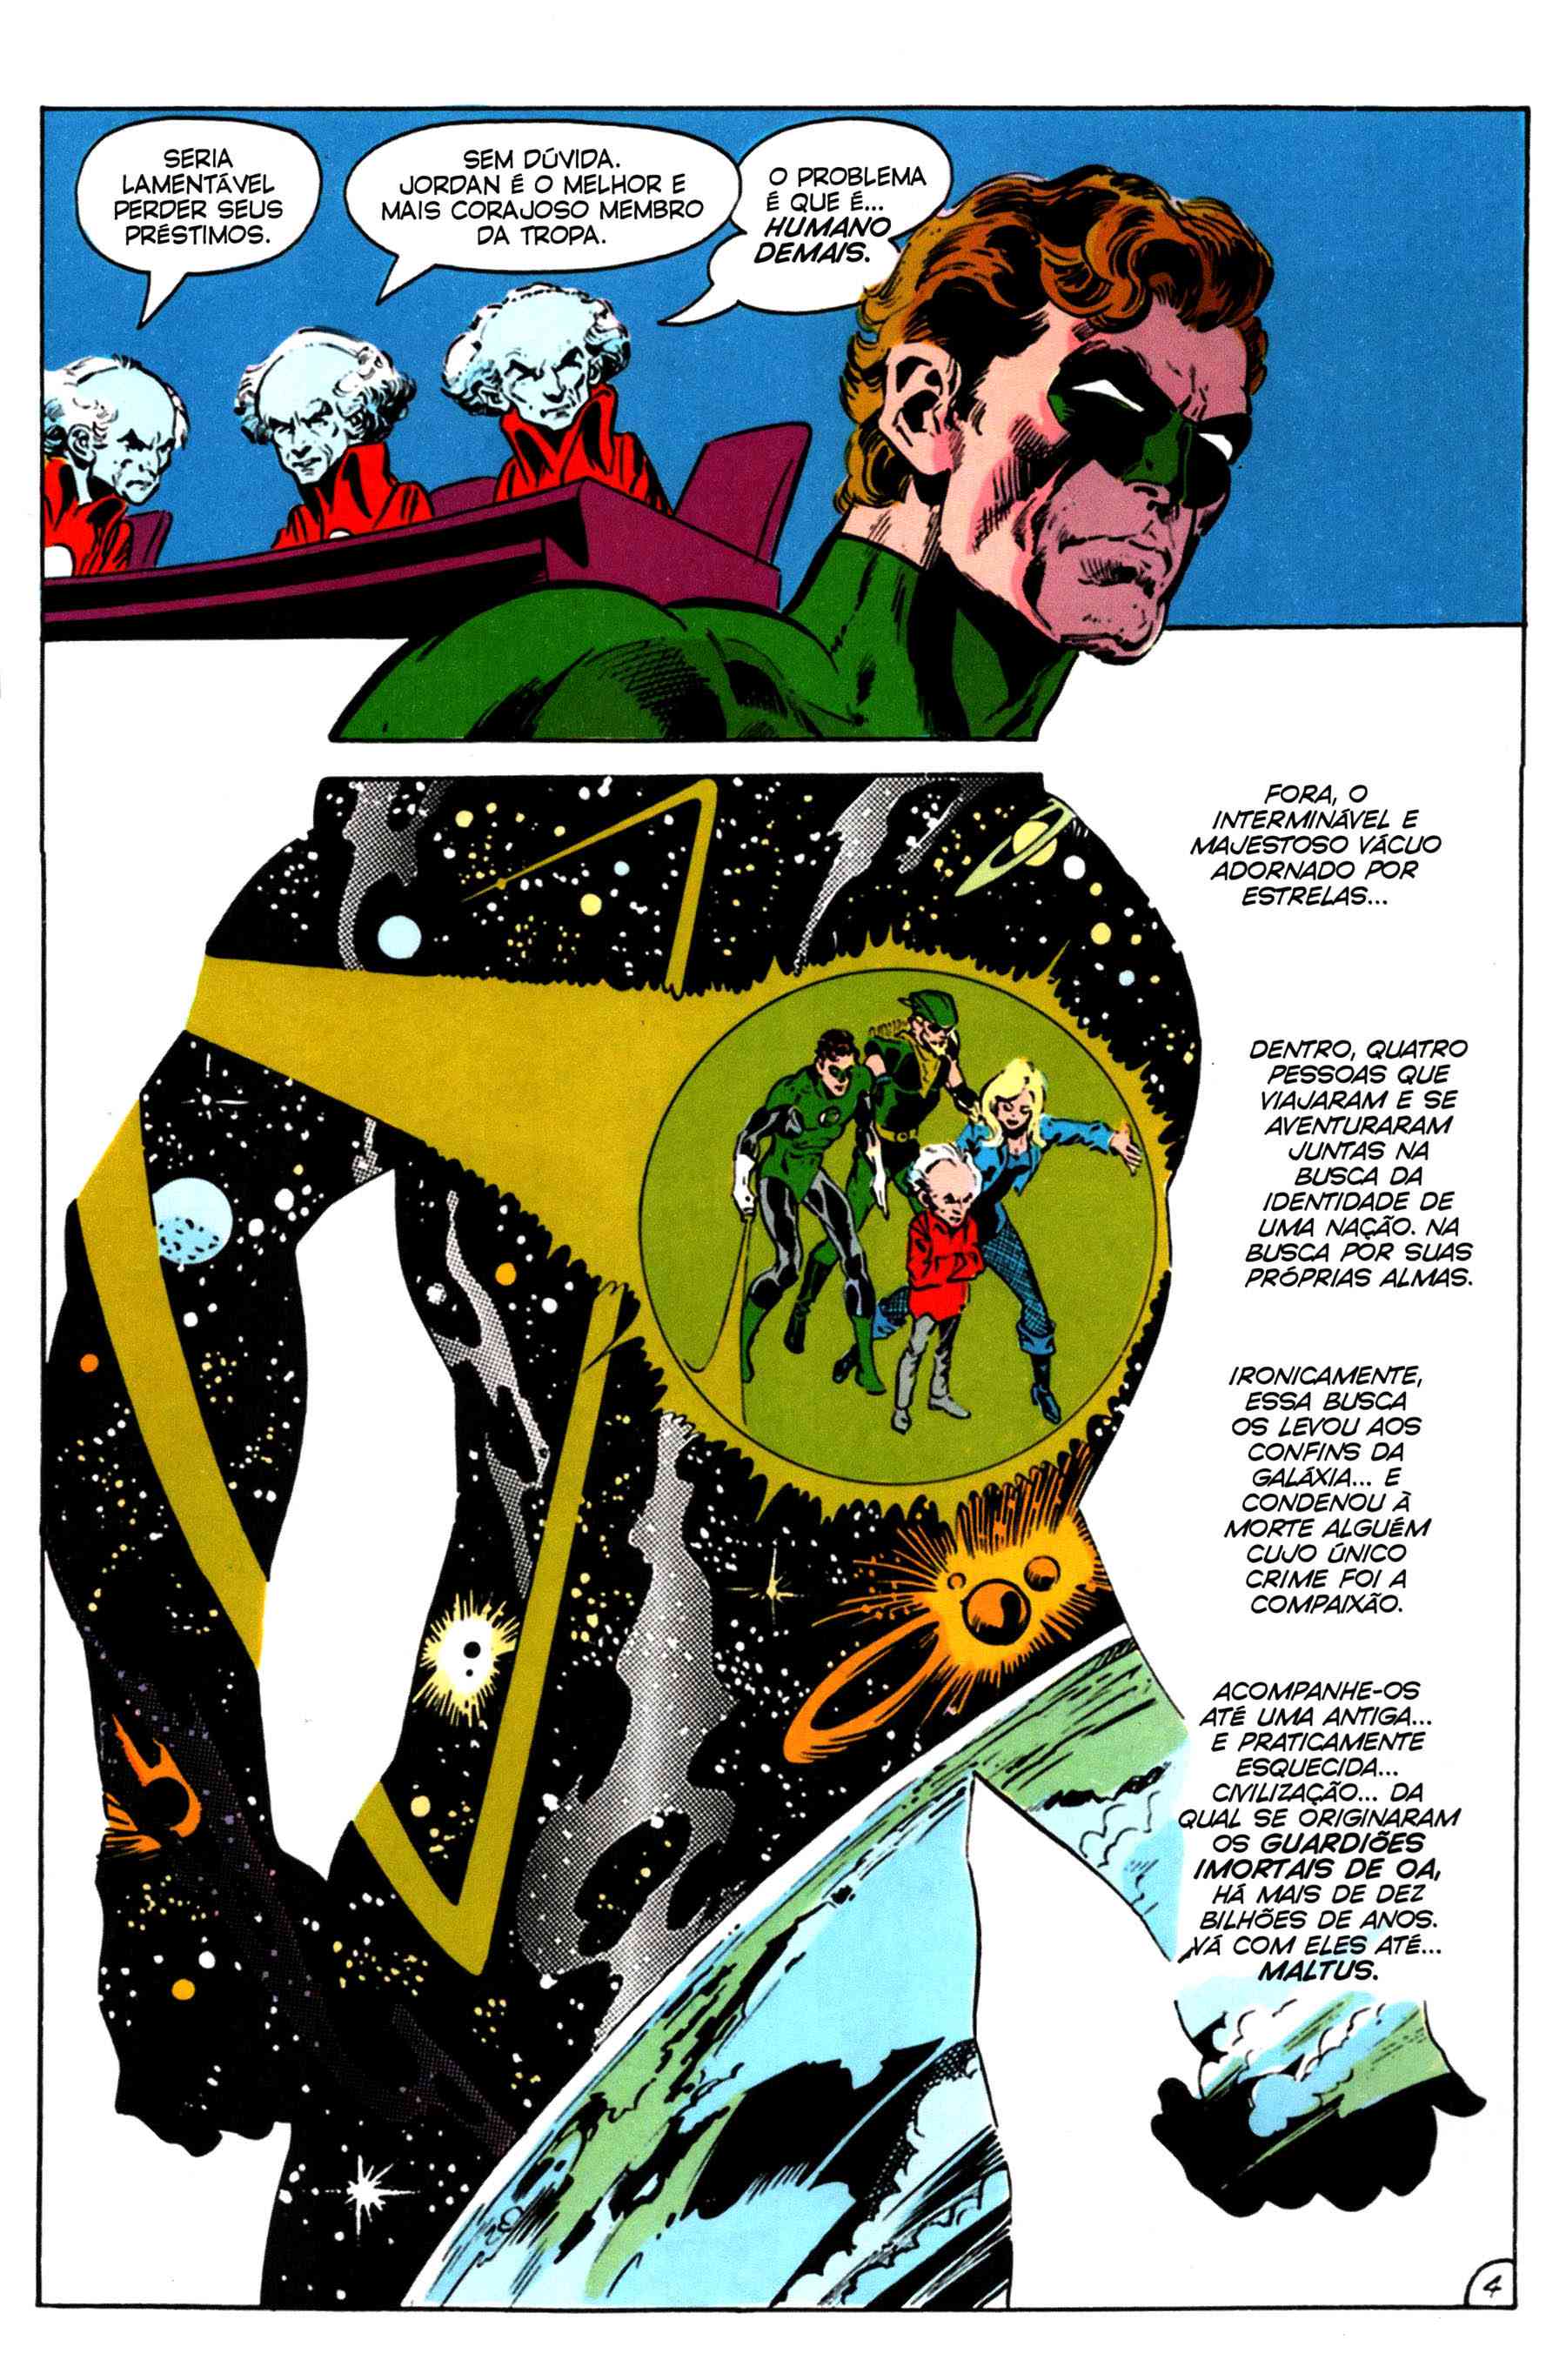 SERIA
LAMENTÁVEL
PERDER SEUS
PRÉSTIMOS.
SEM DÚVIDA.
JORDAN É O MELHOR E
MAIS CORAJOSO MEMBRO
DA TROPA.
O PROBLEMA
É QUE É...
HUMANO
DEMAIS.
FORA, O
INTERMINÁVEL E
MAJESTOSO VÁCUO
ADORNADO POR
ESTRELAS...
DENTRO, QUATRO
PESSOAS QUE
VIAJARAM E SE
AVENTURARAM
JUNTAS NA
BUSCA DA
IDENTIDADE DE
UMA NAÇÃO. NA
BUSCA POR SUAS
PRÓPRIAS ALMAS.
IRONICAMENTE,
ESSA BUSCA
OS LEVOU AOS
CONFINS DA
GALÁXIA... E
CONDENOU À
MORTE ALGUÉM
CUJO ÚNICO
CRIME FOI A
COMPAIXÃO.
ACOMPANHE-OS
ATÉ UMA ANTIGA...
E PRATICAMENTE
ESQUECIDA...
CIVILIZAÇÃO... DA
QUAL SE ORIGINARAM
OS GUARDIÕES
IMORTAIS DE OA,
HÁ MAIS DE DEZ
BILHÕES DE ANOS.
VÁ COM ELES ATÉ...
MALTUS.
4